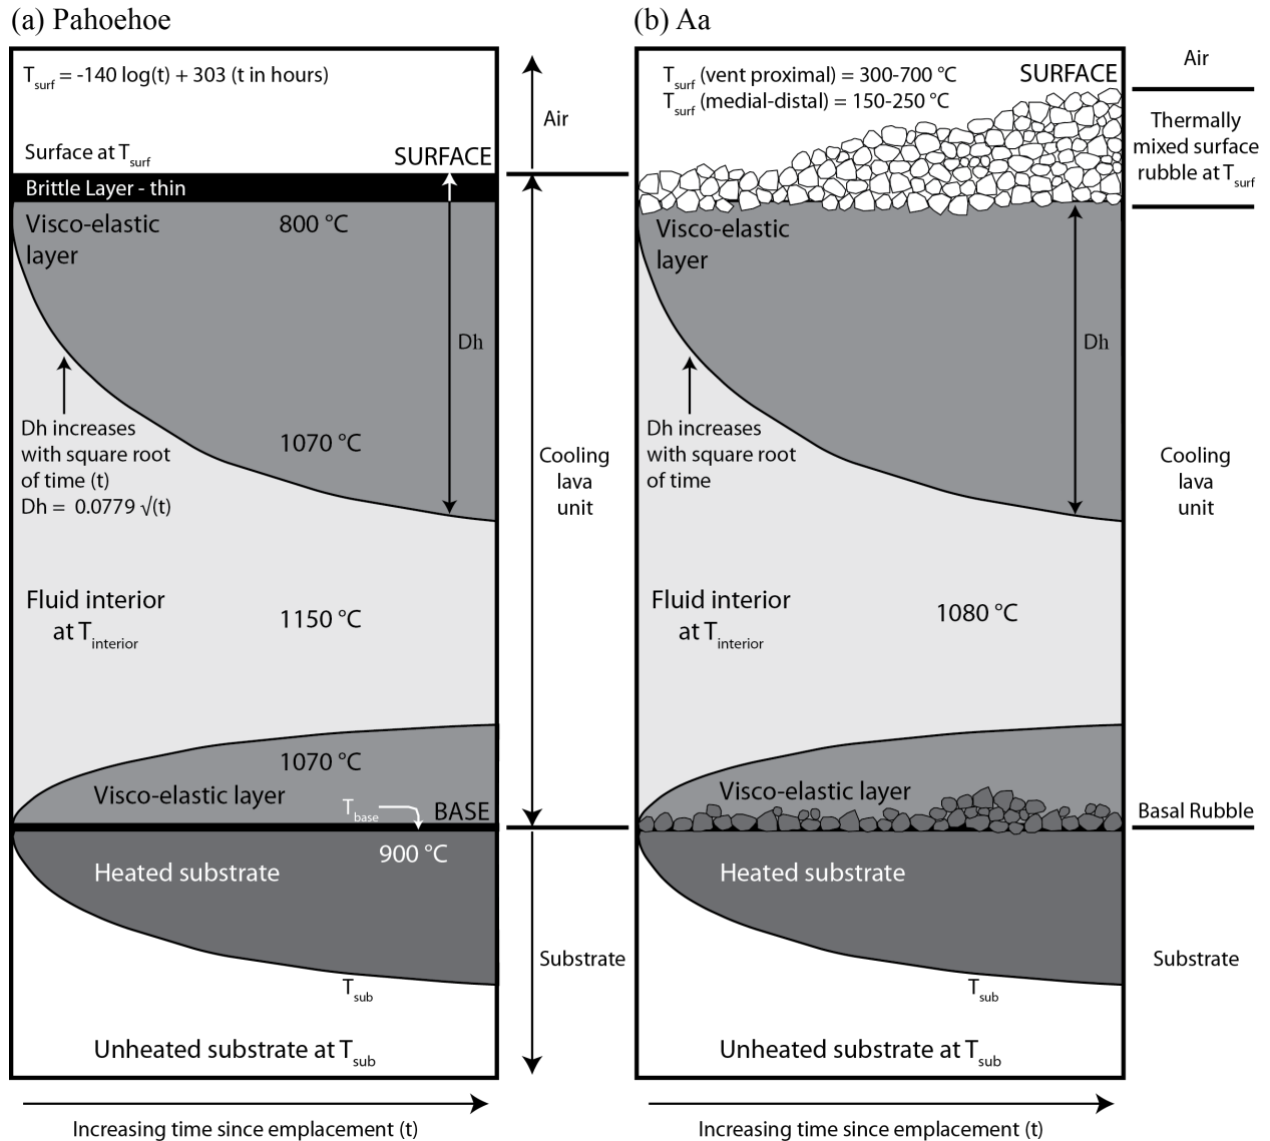 (a) Pahoehoe
T_surf = -140 log(t) + 303 (t in hours)
Surface at T_surf
SURFACE
Brittle Layer - thin
Visco-elastic
layer
800 °C
Dh
Dh increases
with square root
of time (t)
Dh = 0.0779 √(t)
1070 °C
Fluid interior
at T_interior
1150 °C
1070 °C
Visco-elastic layer
T_base
BASE
900 °C
Heated substrate
T_sub
Unheated substrate at T_sub
Increasing time since emplacement (t)
Air
Cooling
lava
unit
Substrate
(b) Aa
T_surf (vent proximal) = 300-700 °C
T_surf (medial-distal) = 150-250 °C
SURFACE
Visco-elastic
layer
Dh
Dh increases
with square root
of time
Fluid interior
at T_interior
1080 °C
Visco-elastic layer
Heated substrate
T_sub
Unheated substrate at T_sub
Increasing time since emplacement (t)
Air
Thermally
mixed surface
rubble at T_surf
Cooling
lava
unit
Basal Rubble
Substrate